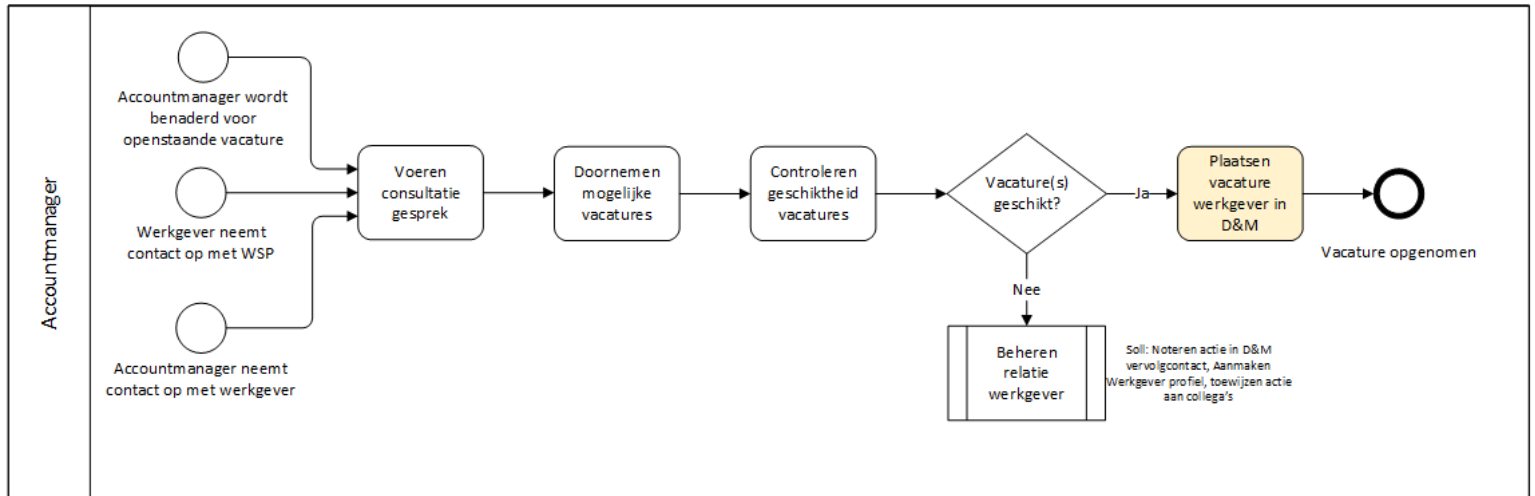 Accountmanager
Accountmanager wordt
benaderd voor
openstaande vacature
Werkgever neemt
contact op met WSP
Accountmanager neemt
contact op met werkgever
Voeren
consultatie
gesprek
Doornemen
mogelijke
vacatures
Controleren
geschiktheid
vacatures
Vacature(s)
geschikt?
Ja
Plaatsen
vacature
werkgever in
D&M
Vacature opgenomen
Nee
Beheren
relatie
werkgever
Soll: Noteren actie in D&M
vervolgcontact, Aanmaken
Werkgever profiel, toewijzen actie
aan collega's